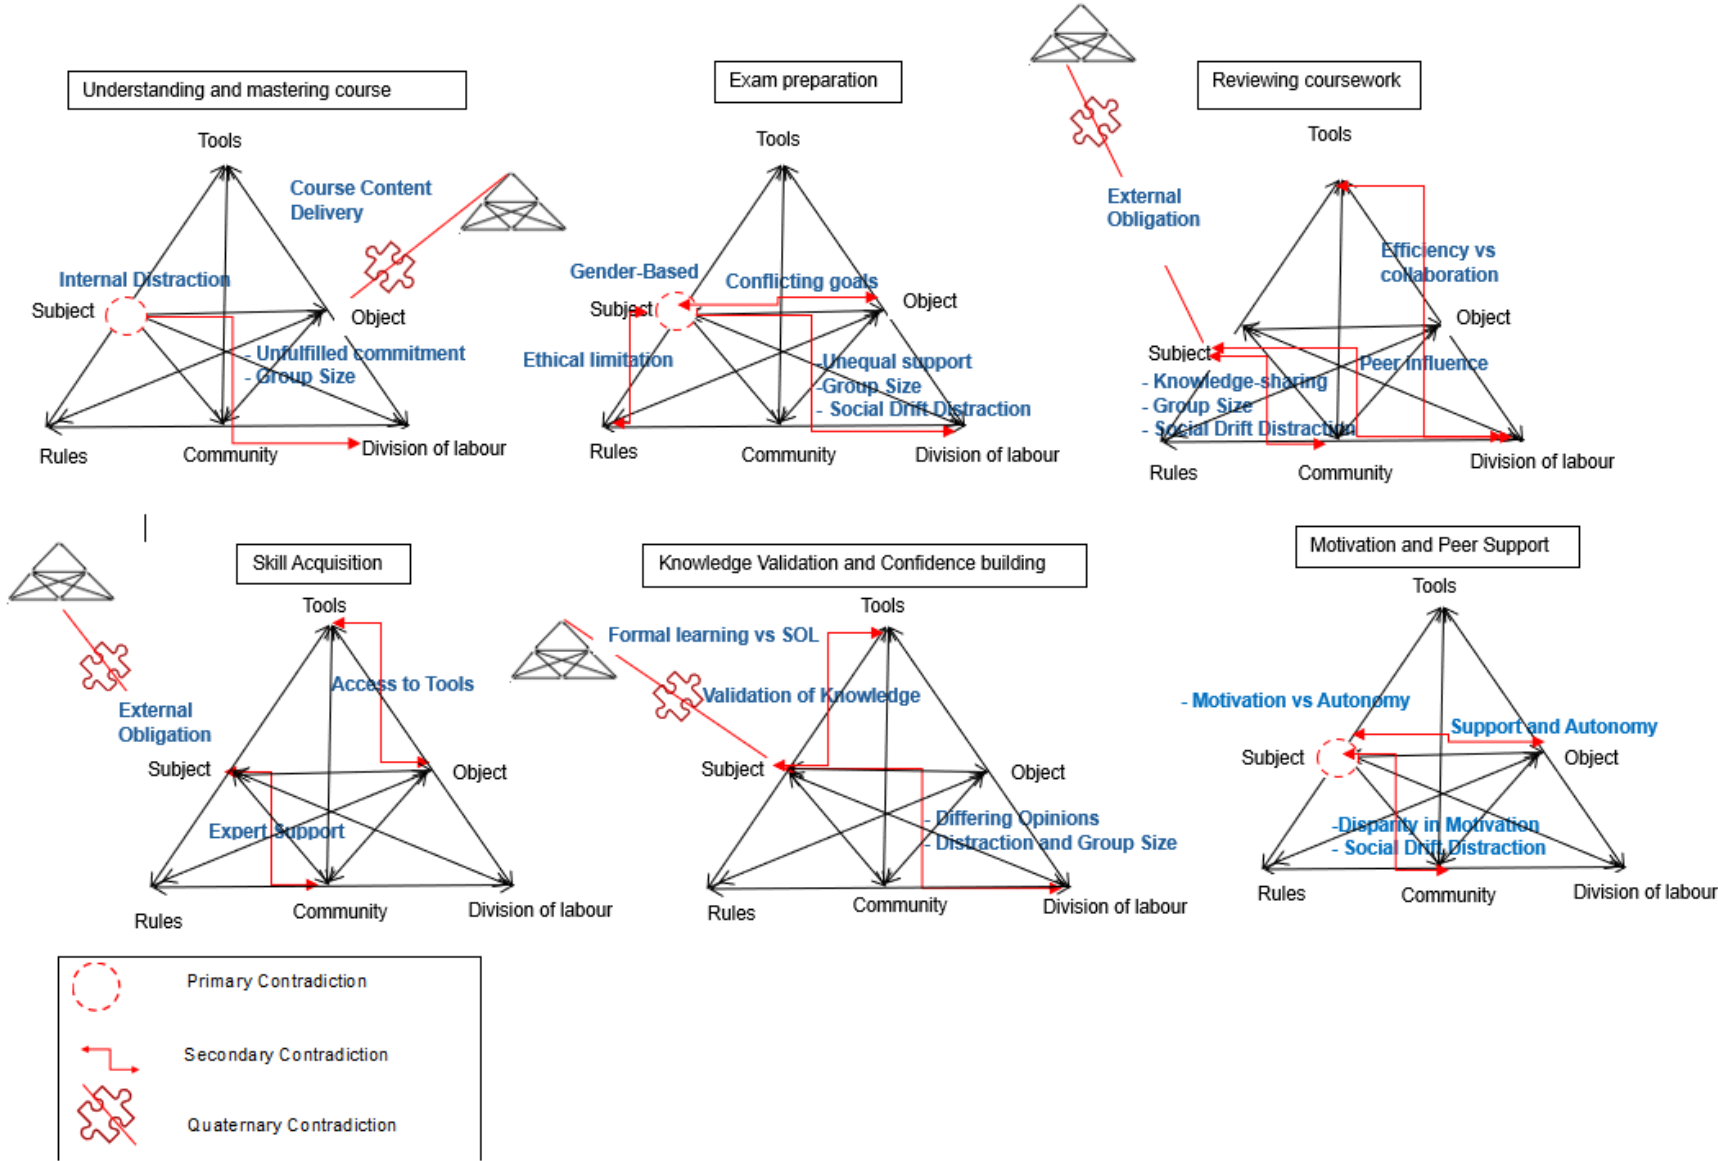 Understanding and mastering course
Tools
Course Content
Delivery
Internal Distraction
Subject
Object
- Unfulfilled commitment
- Group Size
Rules
Community
Division of labour
Exam preparation
Tools
Gender-Based
Conflicting goals
Subject
Object
Ethical limitation
-Unequal support
-Group Size
- Social Drift Distraction
Rules
Community
Division of labour
Reviewing coursework
Tools
External
Obligation
Efficiency vs
collaboration
Object
Subject
Peer Influence
- Knowledge-sharing
- Group Size
- Social Drift Distraction
Rules
Community
Division of labour
Skill Acquisition
Tools
Access to Tools
External
Obligation
Subject
Object
Expert Support
Rules
Community
Division of labour
Knowledge Validation and Confidence building
Tools
Formal learning vs SOL
Validation of Knowledge
Subject
Object
- Differing Opinions
- Distraction and Group Size
Rules
Community
Division of labour
Motivation and Peer Support
Tools
- Motivation vs Autonomy
Support and Autonomy
Subject
Object
-Disparity in Motivation
- Social Drift Distraction
Rules
Community
Division of labour
Primary Contradiction
Secondary Contradiction
Quaternary Contradiction